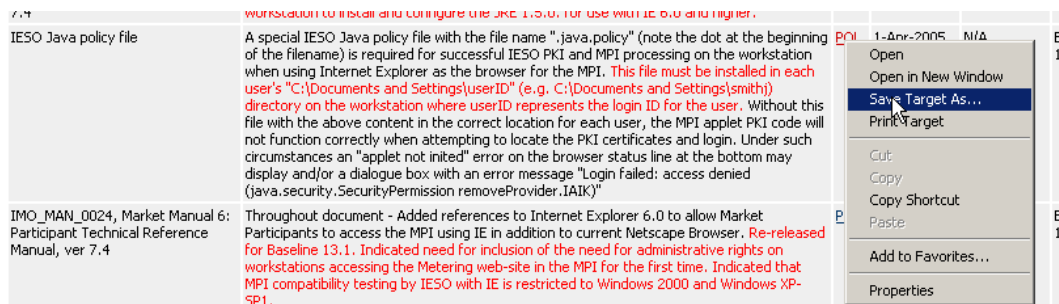 7.4
workstation to install and configure the JRE 1.5.0. for use with IE 6.0 and higher.
IESO Java policy file
A special IESO Java policy file with the file name ".java.policy" (note the dot at the beginning
of the filename) is required for successful IESO PKI and MPI processing on the workstation
when using Internet Explorer as the browser for the MPI. This file must be installed in each
user's "C:\Documents and Settings\userID" (e.g. C:\Documents and Settings\smithj)
directory on the workstation where userID represents the login ID for the user. Without this
file with the above content in the correct location for each user, the MPI applet PKI code will
not function correctly when attempting to locate the PKI certificates and login. Under such
circumstances an "applet not inited" error on the browser status line at the bottom may
display and/or a dialogue box with an error message "Login failed: access denied
(java.security.SecurityPermission removeProvider.IAIK)"
POL
1-Apr-2005
N/A
Open
Open in New Window
Save Target As...
Print Target
Cut
Copy
Copy Shortcut
Paste
Add to Favorites...
Properties
IMO_MAN_0024, Market Manual 6:
Participant Technical Reference
Manual, ver 7.4
Throughout document - Added references to Internet Explorer 6.0 to allow Market
Participants to access the MPI using IE in addition to current Netscape Browser. Re-released
for Baseline 13.1. Indicated need for inclusion of the need for administrative rights on
workstations accessing the Metering web-site in the MPI for the first time. Indicated that
MPI compatibility testing by IESO with IE is restricted to Windows 2000 and Windows XP-
SP1.